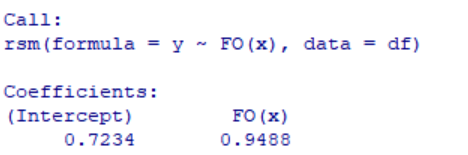 Call:
rsm(formula = y ~ FO(x), data = df)
Coefficients:
(Intercept) FO(x)
0.7234 0.9488